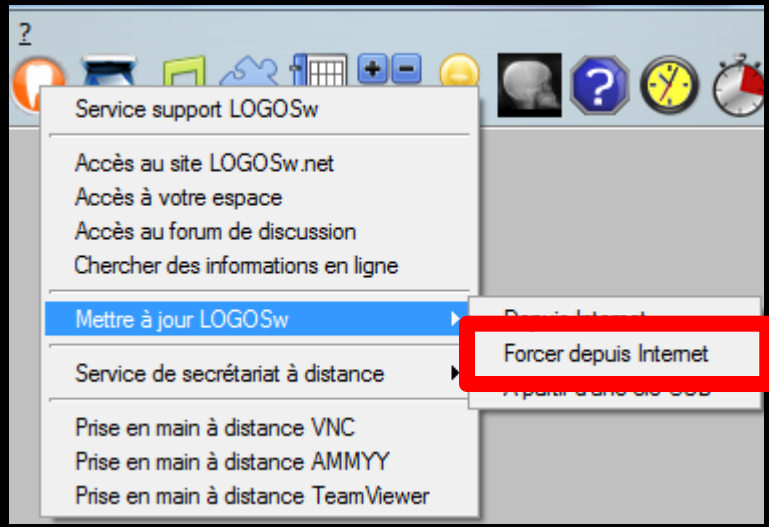 ?
Service support LOGOSw
Accès au site LOGOSw.net
Accès à votre espace
Accès au forum de discussion
Chercher des informations en ligne
Mettre à jour LOGOSw
Depuis Internet
Forcer depuis Internet
Service de secrétariat à distance
Prise en main à distance VNC
Prise en main à distance AMMYY
Prise en main à distance TeamViewer